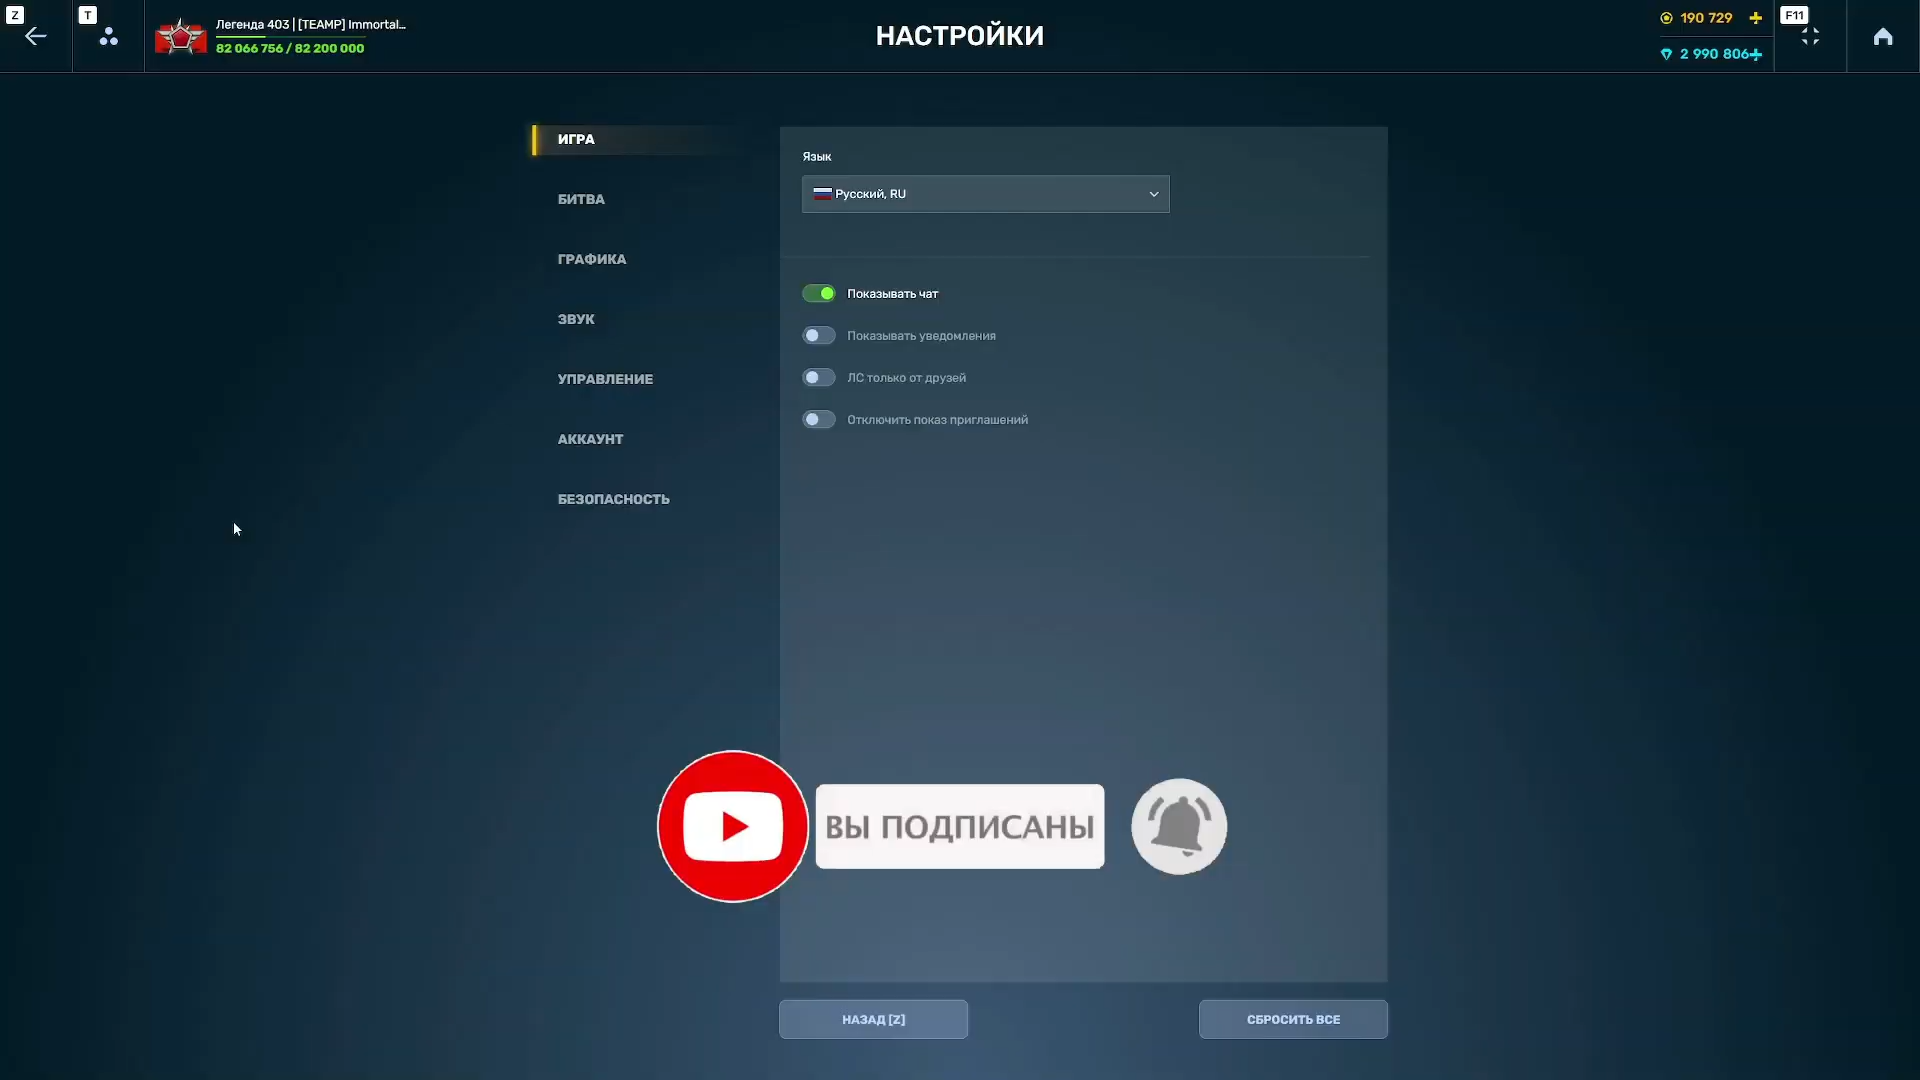 Z
T
Легенда 403 | [TEAMP] Immortal...
82 066 756 / 82 200 000
НАСТРОЙКИ
190 729
2 990 806
F11
ИГРА
БИТВА
ГРАФИКА
ЗВУК
УПРАВЛЕНИЕ
АККАУНТ
БЕЗОПАСНОСТЬ
Язык
Русский, RU
Показывать чат
Показывать уведомления
ЛС только от друзей
Отключить показ приглашений
ВЫ ПОДПИСАНЫ
НАЗАД [Z]
СБРОСИТЬ ВСЕ